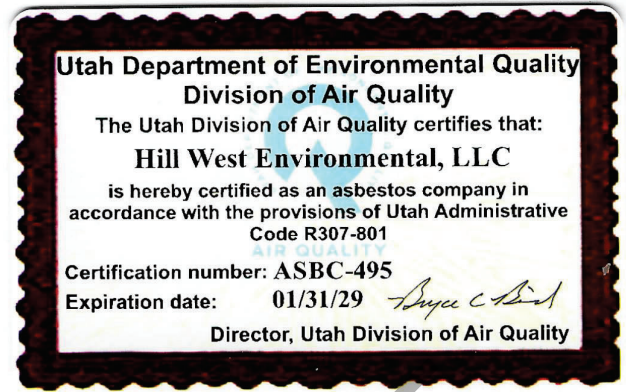 Utah Department of Environmental Quality
Division of Air Quality
The Utah Division of Air Quality certifies that:
Hill West Environmental, LLC
is hereby certified as an asbestos company in
accordance with the provisions of Utah Administrative
Code R307-801
AIR QUALITY
Certification number: ASBC-495
Expiration date: 01/31/29 Bryce C Bird
Director, Utah Division of Air Quality